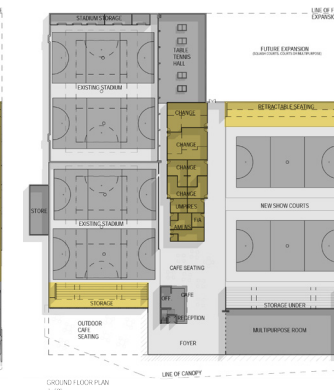 LINE OF F
EXPANSIO
STADIUM STORAGE
TABLE
TENNIS
HALL
FUTURE EXPANSION
EXISTING STADIUM
RETRACTABLE SEATING
CHANGE
CHANGE
CHANGE
CHANGE
UMPIRES
F/A
STORE
NEW SHOW COURTS
EXISTING STADIUM
CAFE SEATING
STORAGE
OFF
CAFE
STORAGE UNDER
RECEPTION
OUTDOOR
CAFE
SEATING
MULTIPURPOSE ROOM
FOYER
LINE OF CANOPY
GROUND FLOOR PLAN